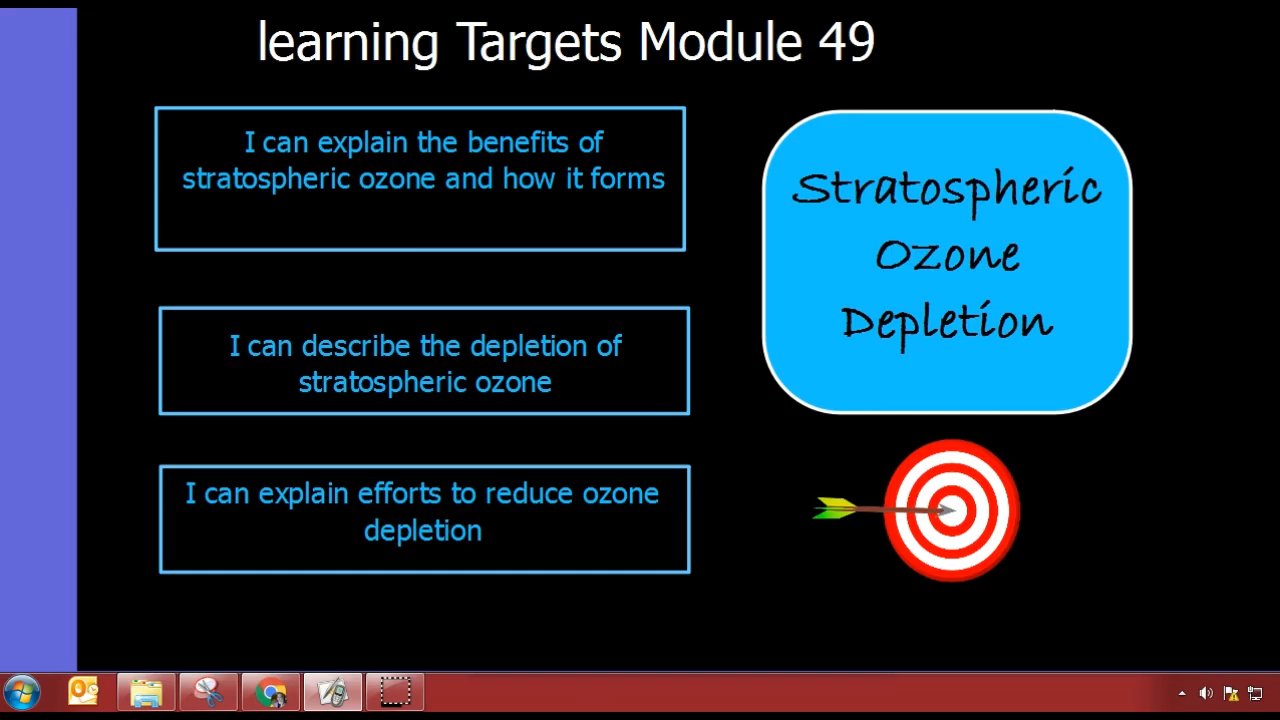 learning Targets Module 49
I can explain the benefits of
stratospheric ozone and how it forms
I can describe the depletion of
stratospheric ozone
I can explain efforts to reduce ozone
depletion
Stratospheric
Ozone
Depletion